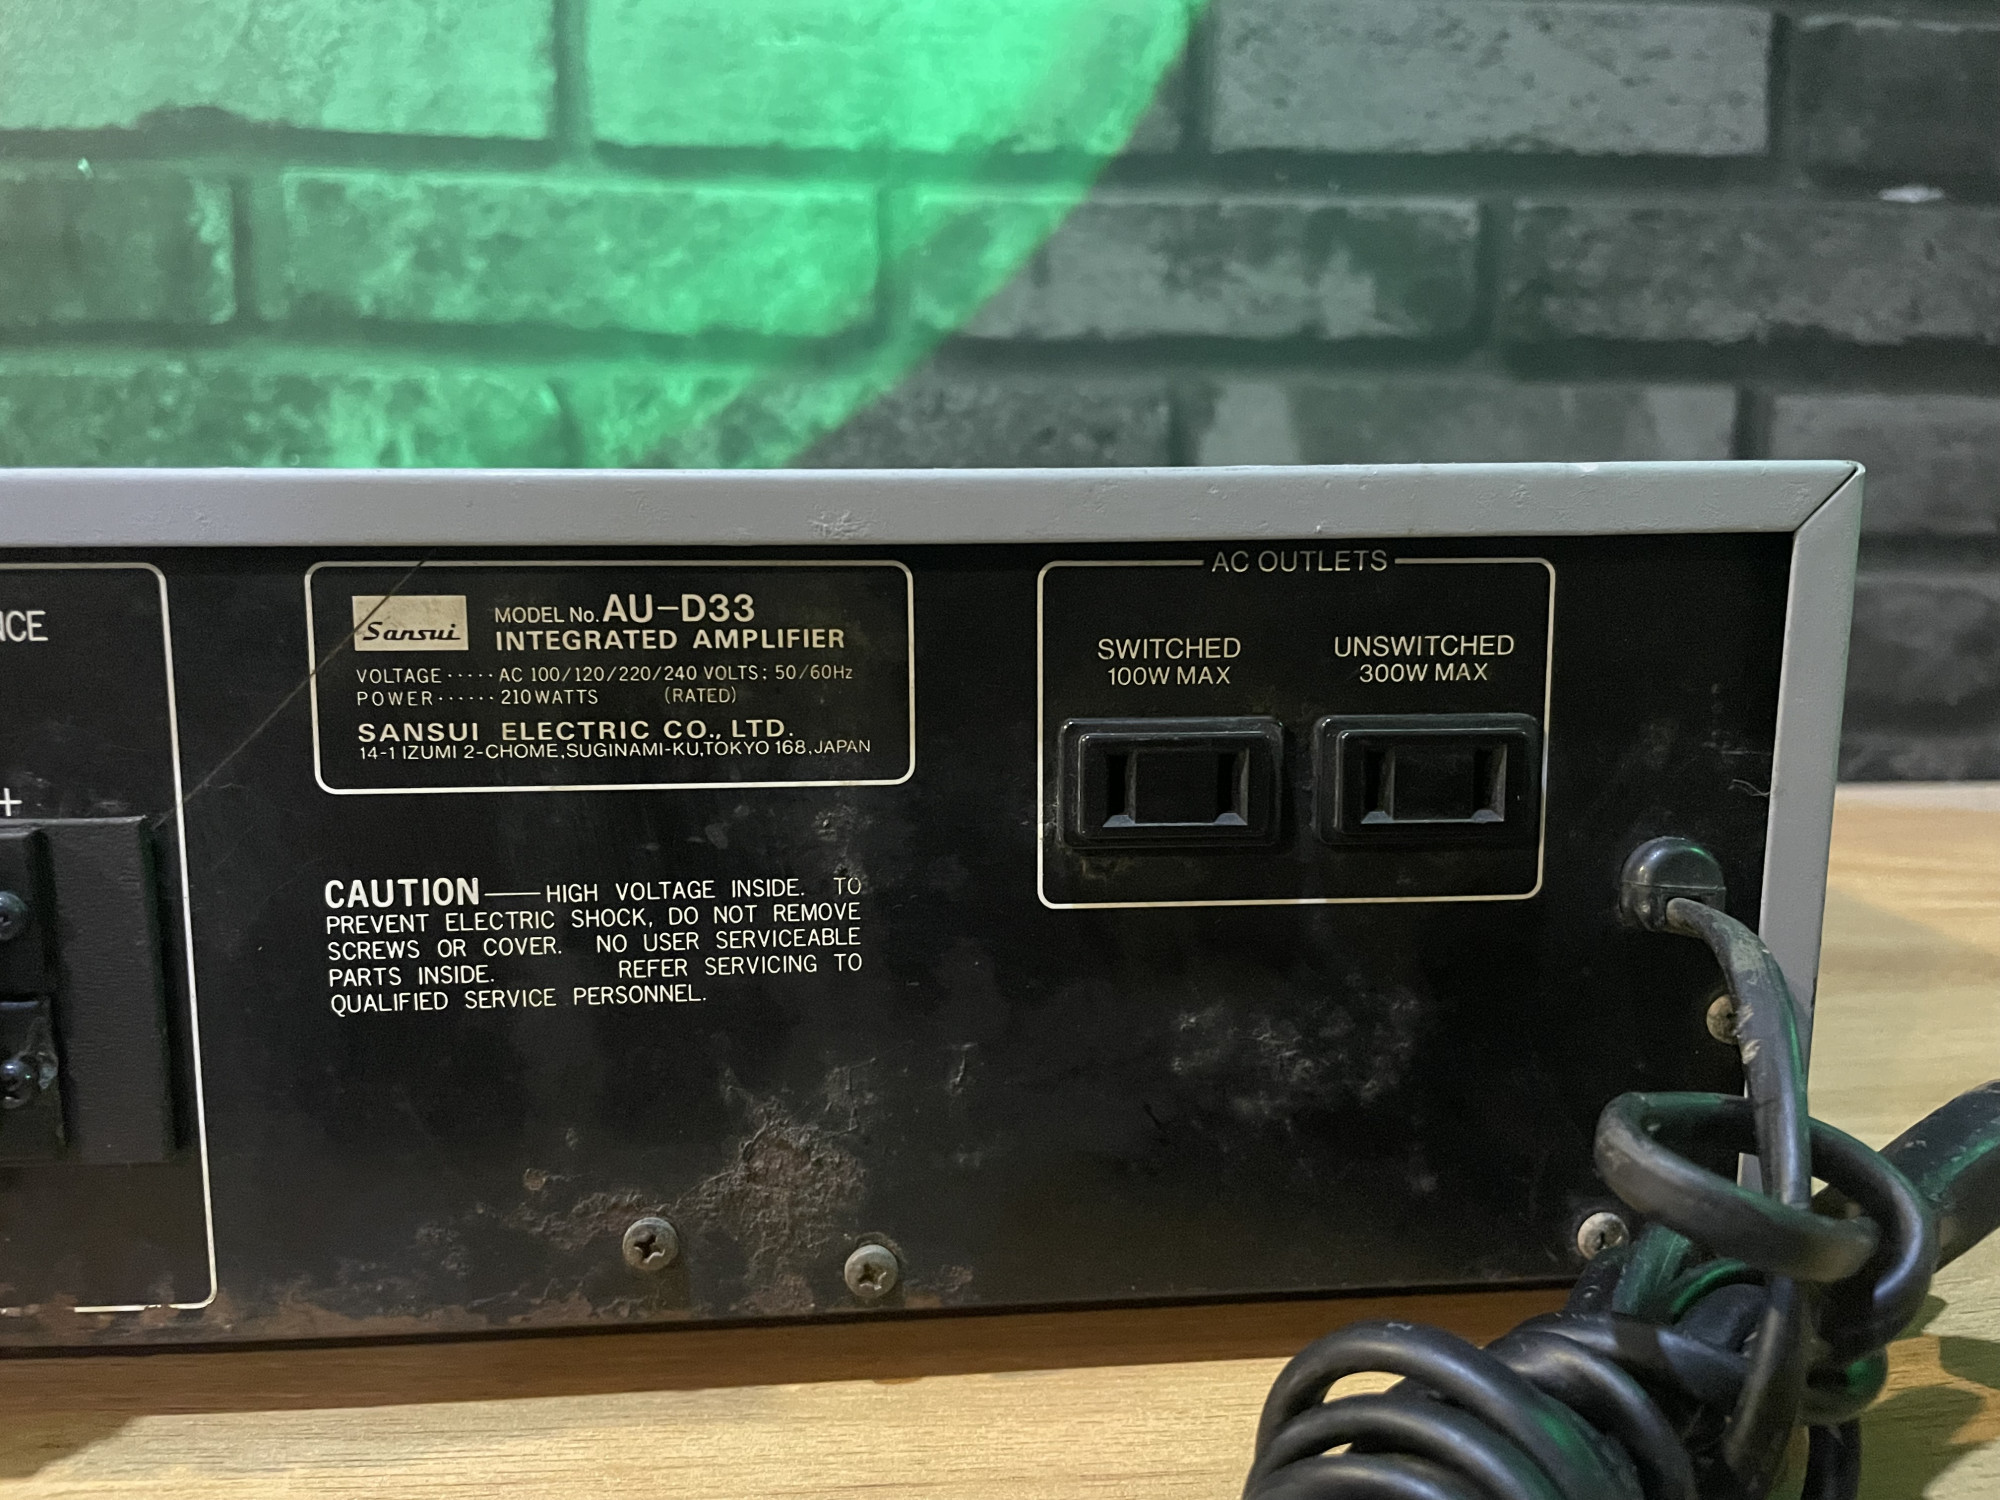 NCE
+
Sansui
MODEL No. AU-D33
INTEGRATED AMPLIFIER
VOLTAGE ····· AC 100/120/220/240 VOLTS: 50/60Hz
POWER ······ 210WATTS (RATED)
SANSUI ELECTRIC CO., LTD.
14-1 IZUMI 2-CHOME, SUGINAMI-KU, TOKYO 168, JAPAN
CAUTION — HIGH VOLTAGE INSIDE. TO
PREVENT ELECTRIC SHOCK, DO NOT REMOVE
SCREWS OR COVER. NO USER SERVICEABLE
PARTS INSIDE. REFER SERVICING TO
QUALIFIED SERVICE PERSONNEL.
AC OUTLETS
SWITCHED
100W MAX
UNSWITCHED
300W MAX